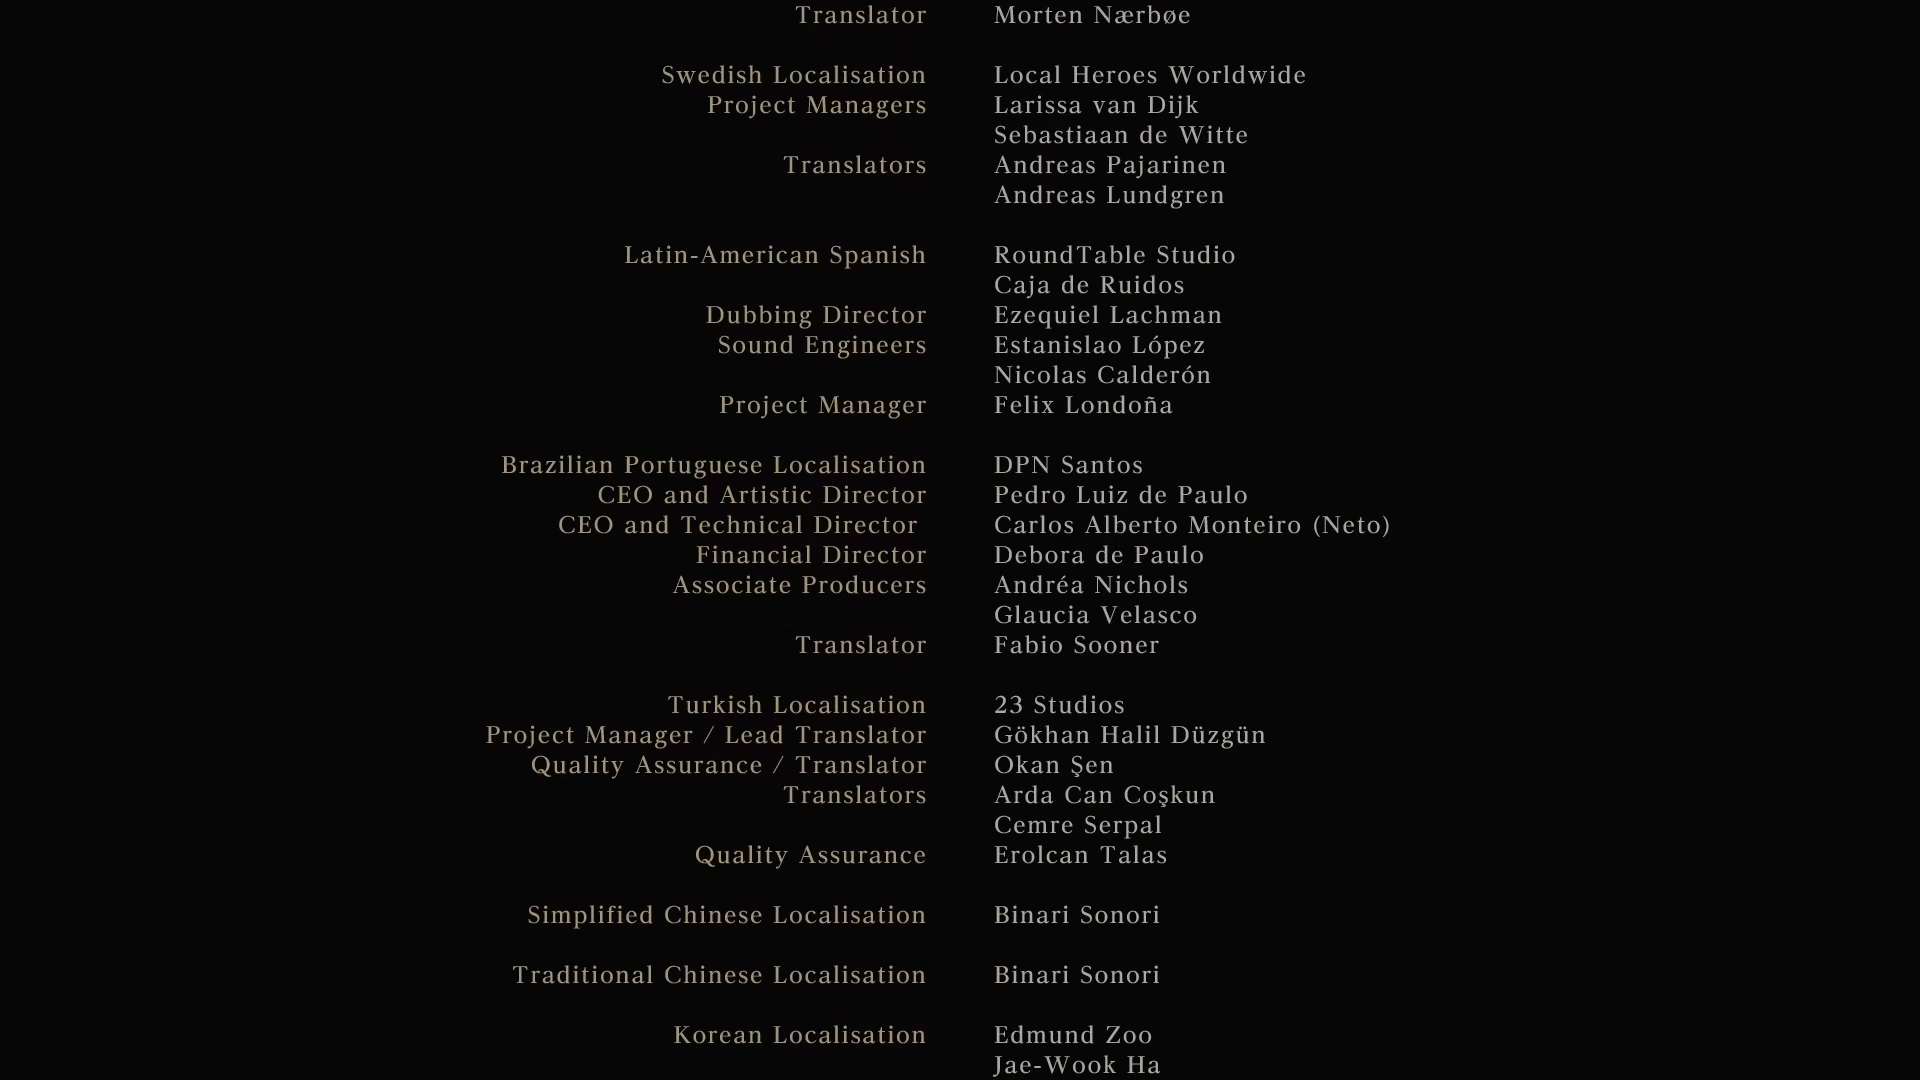 Translator Morten Nærbøe
Swedish Localisation Local Heroes Worldwide
Project Managers Larissa van Dijk
Sebastiaan de Witte
Translators Andreas Pajarinen
Andreas Lundgren
Latin-American Spanish RoundTable Studio
Caja de Ruidos
Dubbing Director Ezequiel Lachman
Sound Engineers Estanislao López
Nicolas Calderón
Project Manager Felix Londoña
Brazilian Portuguese Localisation DPN Santos
CEO and Artistic Director Pedro Luiz de Paulo
CEO and Technical Director Carlos Alberto Monteiro (Neto)
Financial Director Debora de Paulo
Associate Producers Andréa Nichols
Glaucia Velasco
Translator Fabio Sooner
Turkish Localisation 23 Studios
Project Manager / Lead Translator Gökhan Halil Düzgün
Quality Assurance / Translator Okan Şen
Translators Arda Can Coşkun
Cemre Serpal
Quality Assurance Erolcan Talas
Simplified Chinese Localisation Binari Sonori
Traditional Chinese Localisation Binari Sonori
Korean Localisation Edmund Zoo
Jae-Wook Ha